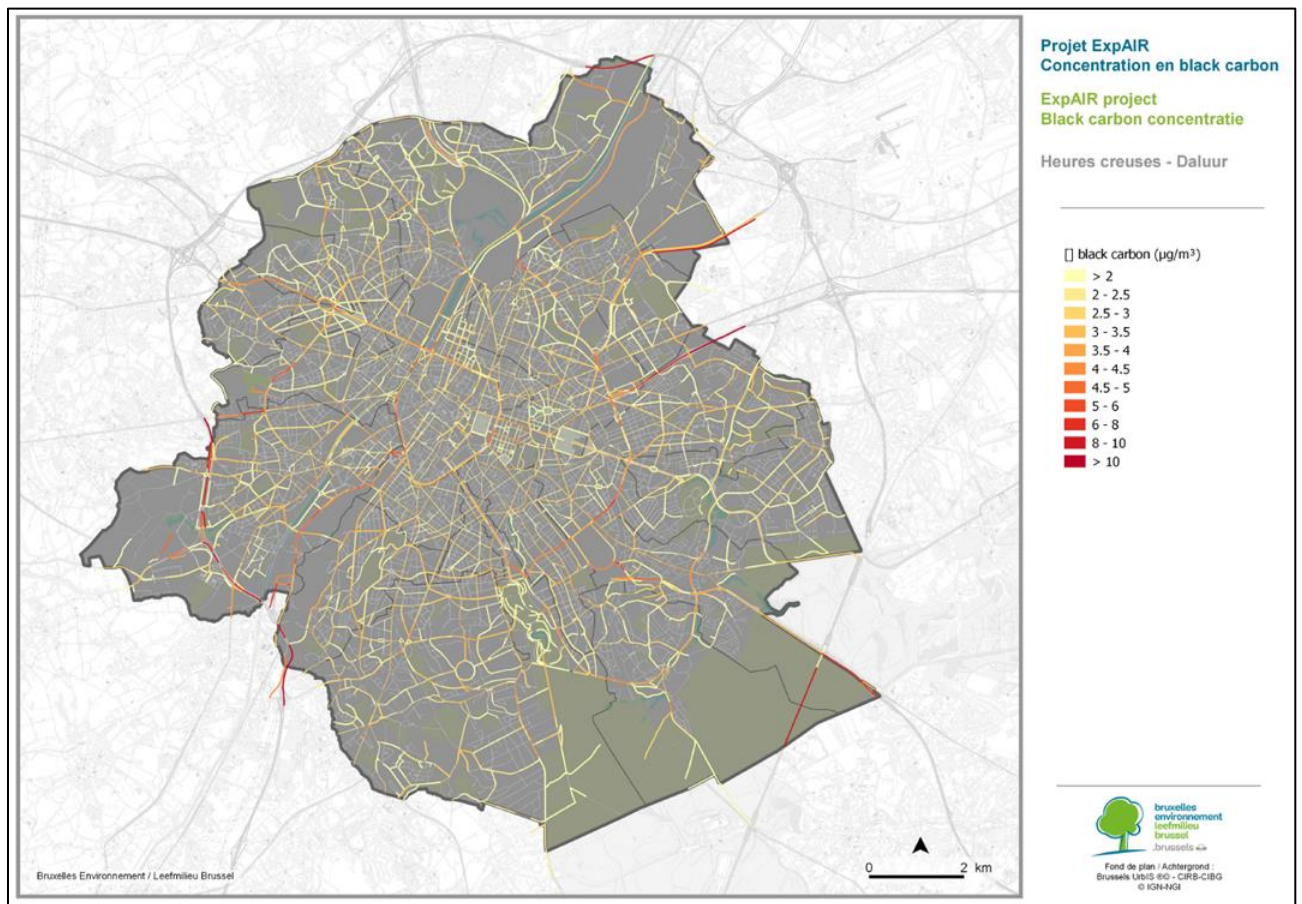 Projet ExpAIR
Concentration en black carbon
ExpAIR project
Black carbon concentratie
Heures creuses - Daluur
[] black carbon (µg/m³)
> 2
2 - 2.5
2.5 - 3
3 - 3.5
3.5 - 4
4 - 4.5
4.5 - 5
5 - 6
6 - 8
8 - 10
> 10
0 2 km
Bruxelles Environnement / Leefmilieu Brussel
bruxelles
environnement
leefmilieu
brussel
.brussels
Fond de plan / Achtergrond :
Brussels UrbIS ®© - CIRB-CIBG
© IGN-NGI